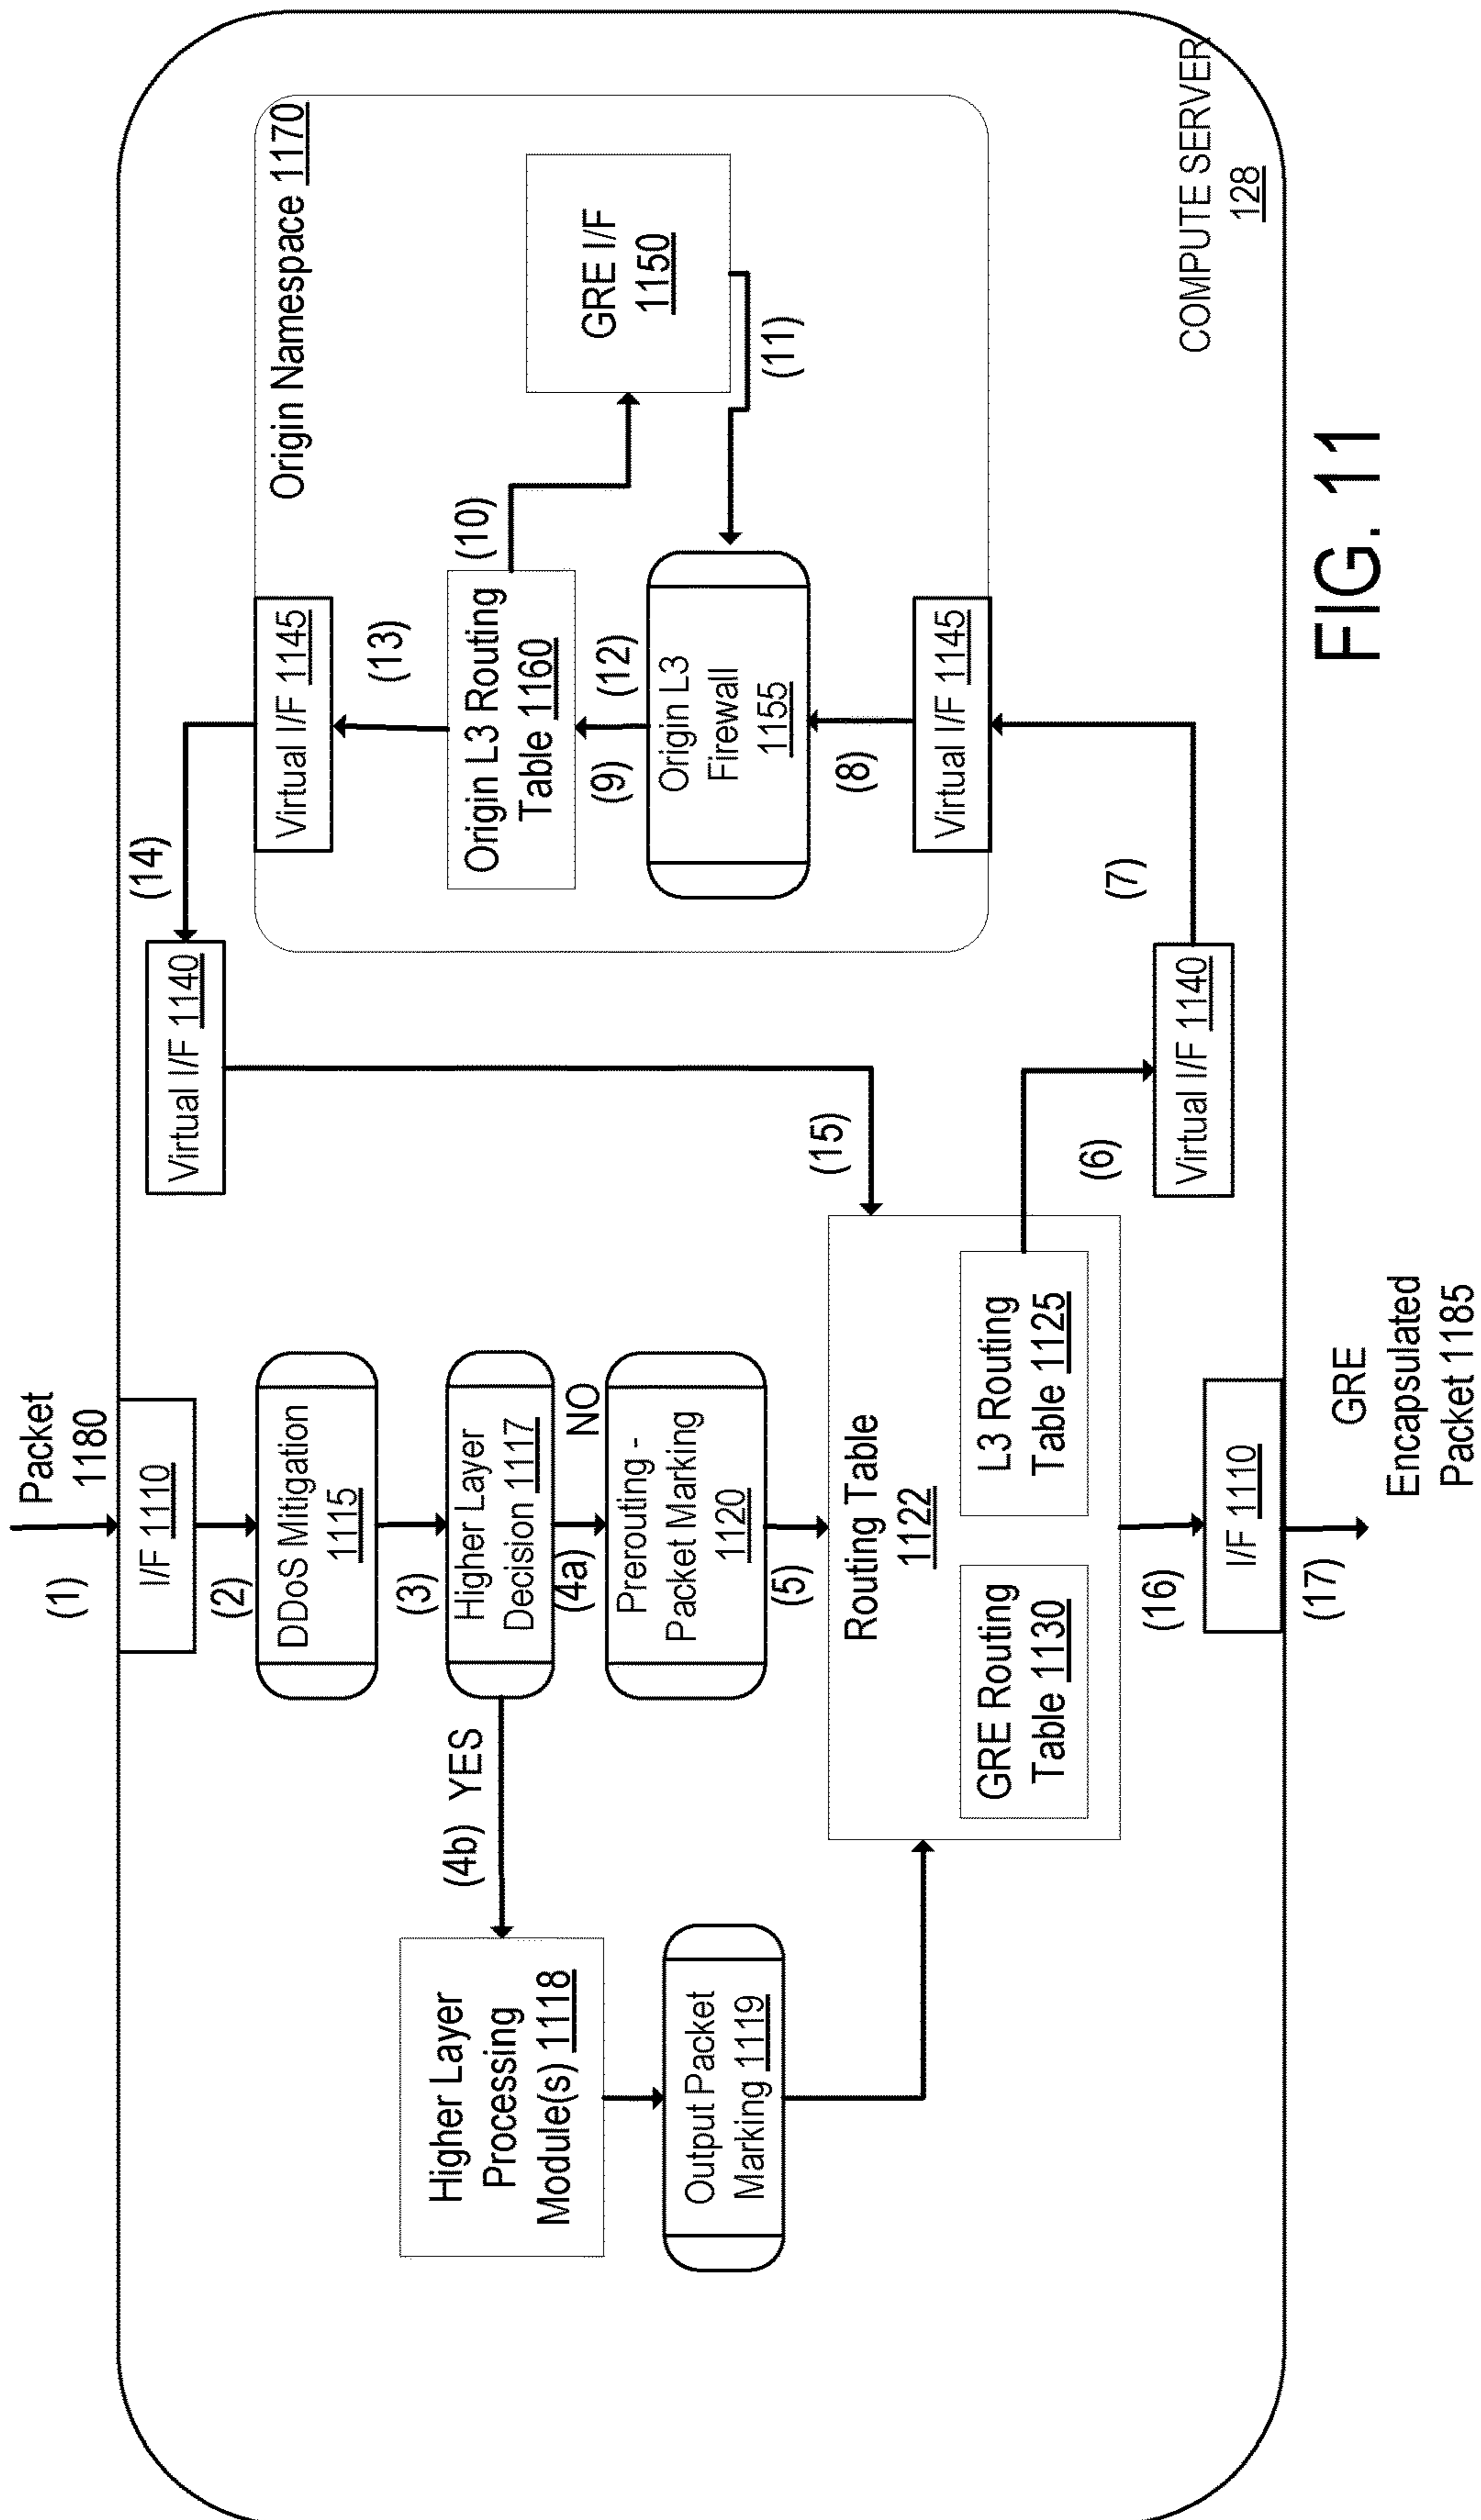 Packet
1180
(1)
I/F 1110
(2)
DDoS Mitigation
1115
(3)
Higher Layer
Decision 1117
(4a)
NO
(4b) YES
Higher Layer
Processing
Module(s) 1118
Output Packet
Marking 1119
Prerouting -
Packet Marking
1120
(5)
Routing Table
1122
GRE Routing
Table 1130
L3 Routing
Table 1125
(6)
Virtual I/F 1140
(7)
Virtual I/F 1145
(8)
Origin L3
Firewall
1155
(9)
(12)
Origin L3 Routing
Table 1160
(10)
GRE I/F
1150
(11)
(13)
Virtual I/F 1145
Origin Namespace 1170
(14)
Virtual I/F 1140
(15)
(16)
I/F 1110
(17)
GRE
Encapsulated
Packet 1185
COMPUTE SERVER
128
FIG. 11